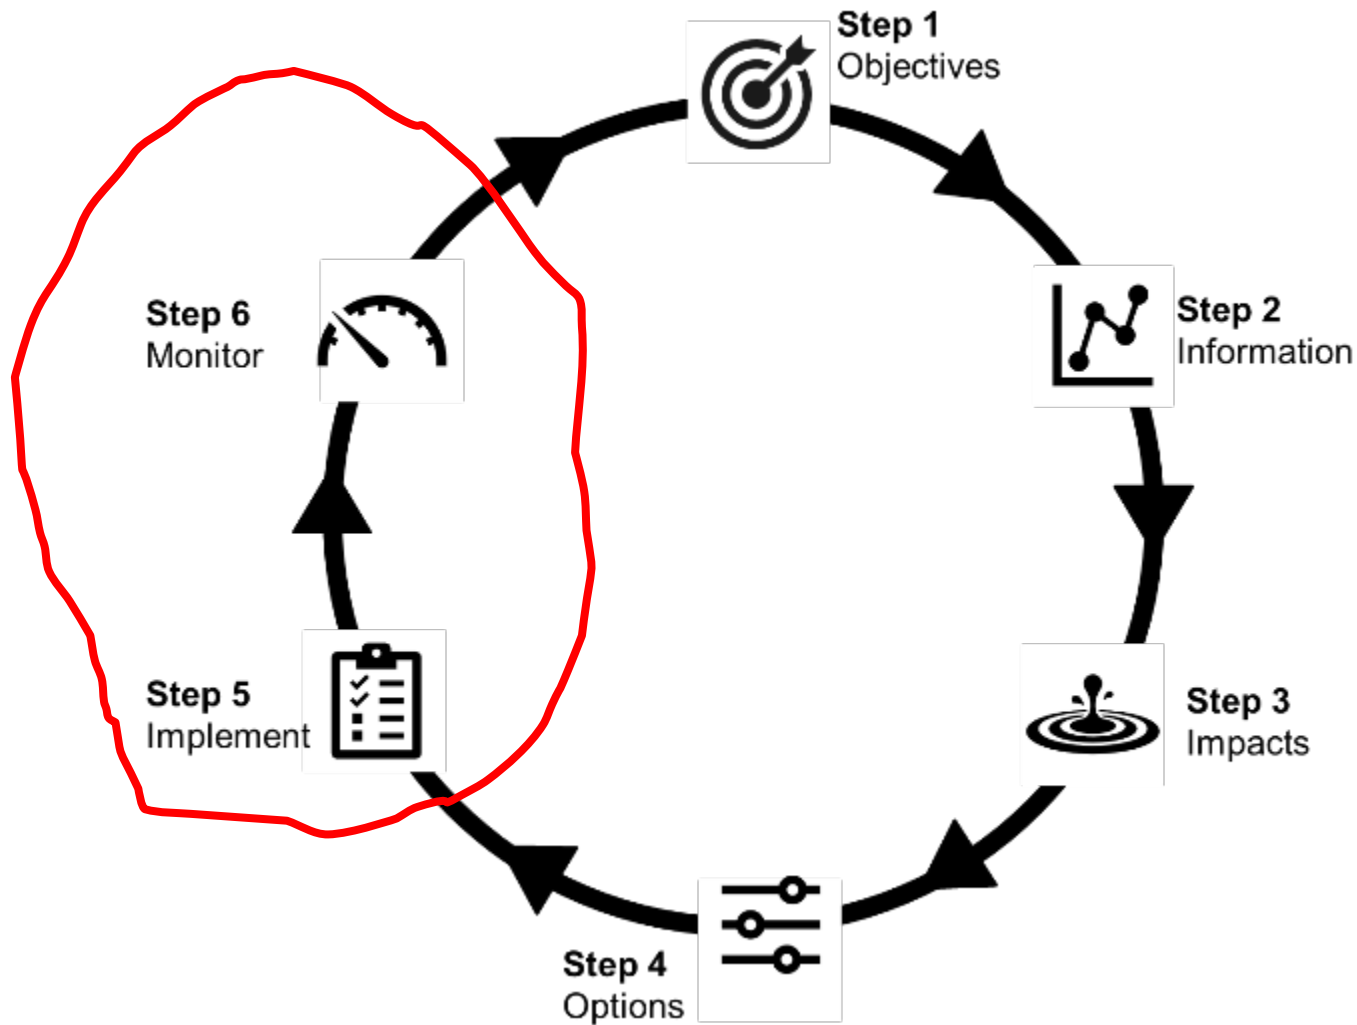 Step 1
Objectives
Step 2
Information
Step 3
Impacts
Step 4
Options
Step 5
Implement
Step 6
Monitor